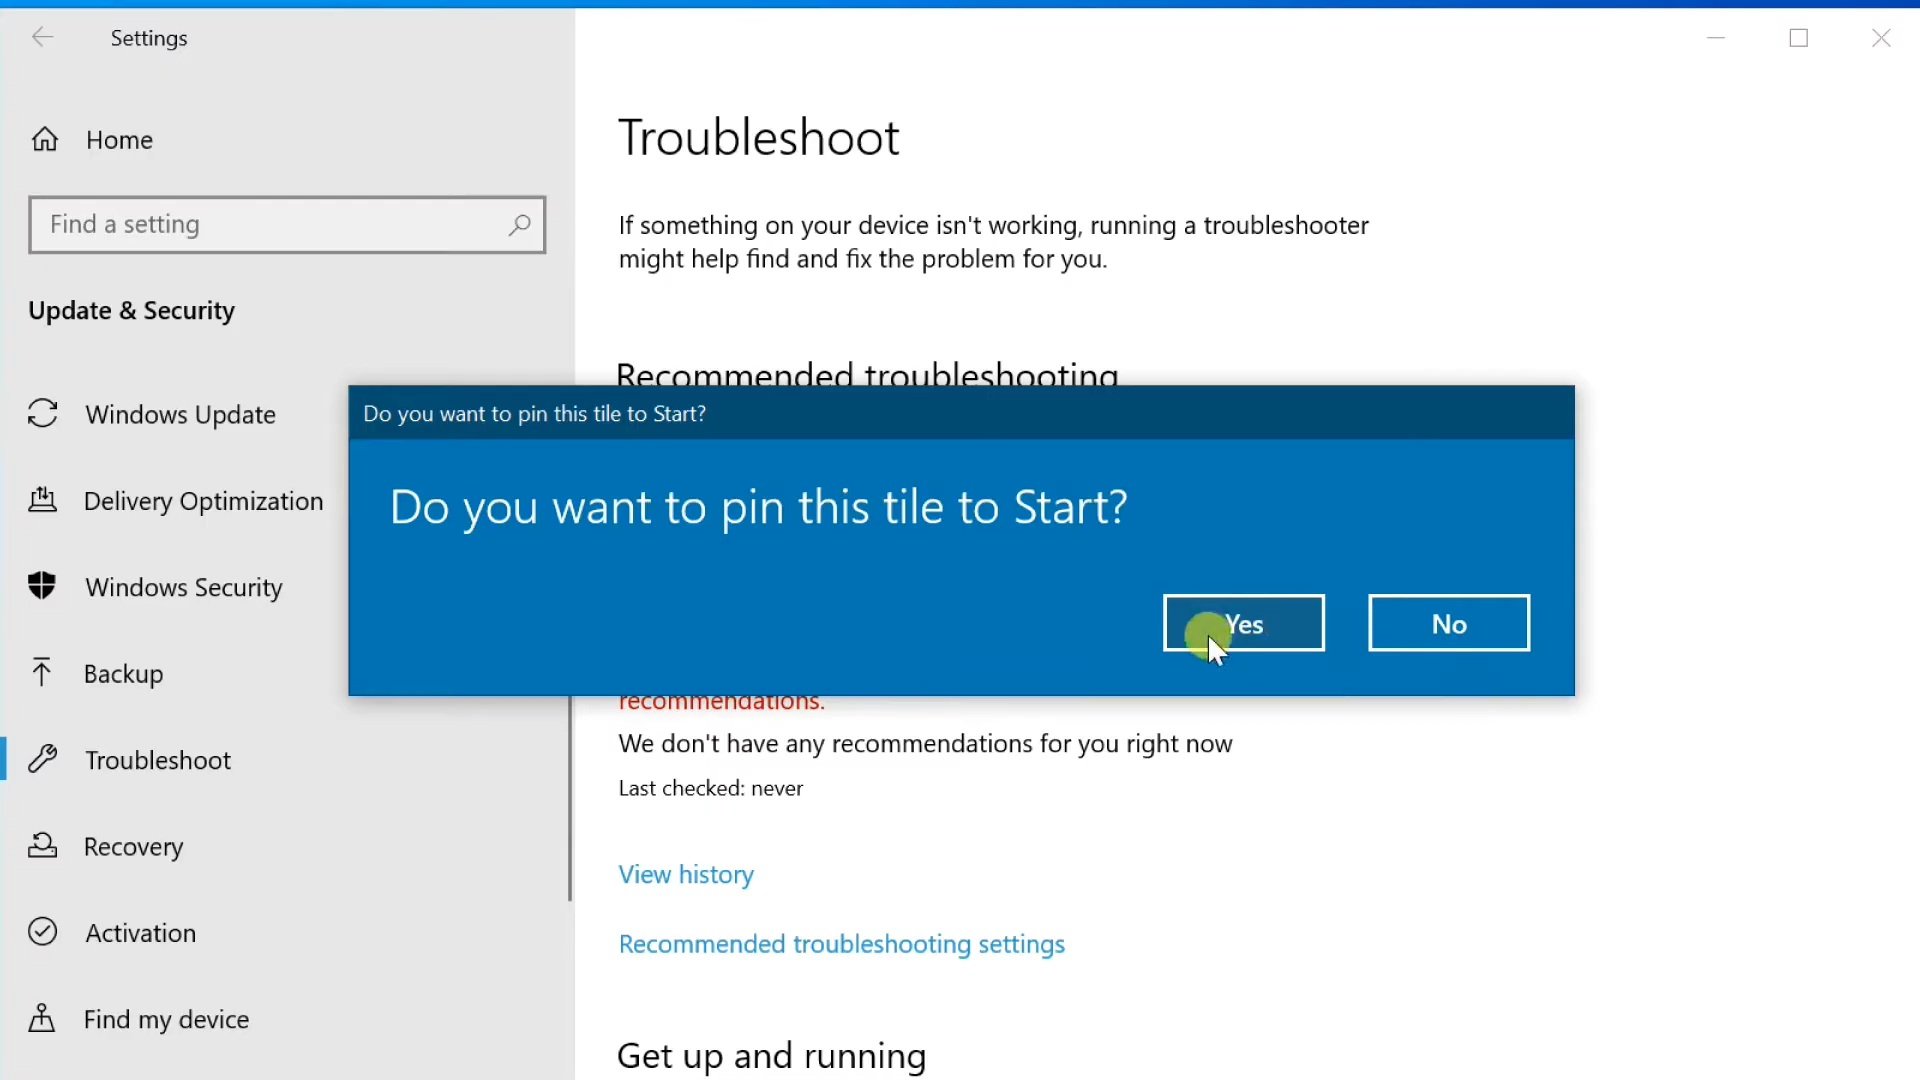 Settings
Home
Find a setting
Update & Security
Windows Update
Delivery Optimization
Windows Security
Backup
Troubleshoot
Recovery
Activation
Find my device
Troubleshoot
If something on your device isn't working, running a troubleshooter
might help find and fix the problem for you.
Recommended troubleshooting
Do you want to pin this tile to Start?
Do you want to pin this tile to Start?
Yes
No
recommendations.
We don't have any recommendations for you right now
Last checked: never
View history
Recommended troubleshooting settings
Get up and running